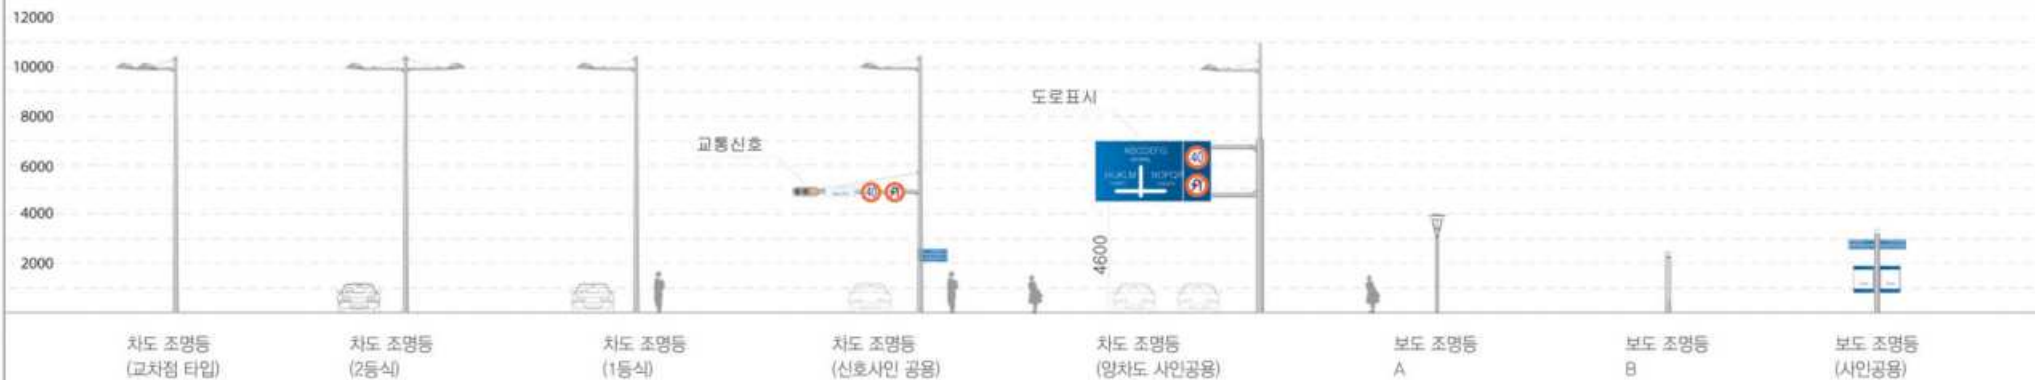 12000
10000
8000
6000
4000
2000
교통신호
40
도로표시
ABCDEFG
HIJKLM
NOPQR
40
4600
차도 조명등
(교차점 타입)
차도 조명등
(2등식)
차도 조명등
(1등식)
차도 조명등
(신호사인 공용)
차도 조명등
(양차도 사인공용)
보도 조명등
A
보도 조명등
B
보도 조명등
(사인공용)